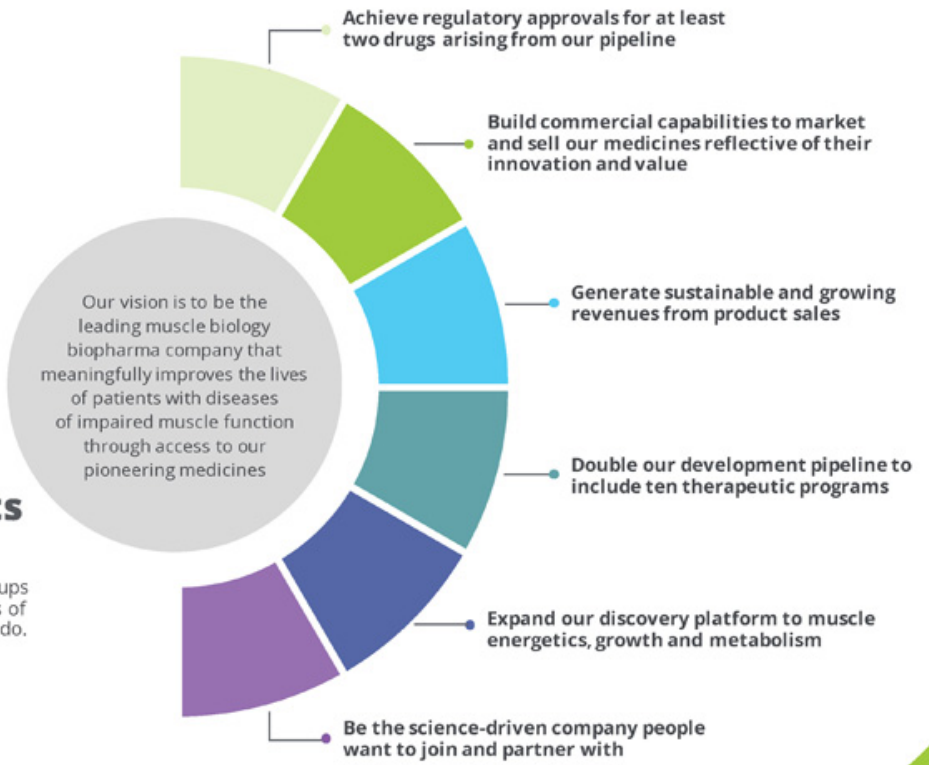 Achieve regulatory approvals for at least
two drugs arising from our pipeline
Build commercial capabilities to market
and sell our medicines reflective of their
innovation and value
Generate sustainable and growing
revenues from product sales
Our vision is to be the
leading muscle biology
biopharma company that
meaningfully improves the lives
of patients with diseases
of impaired muscle function
through access to our
pioneering medicines
Double our development pipeline to
include ten therapeutic programs
of
do.
Expand our discovery platform to muscle
energetics, growth and metabolism
Be the science-driven company people
want to join and partner with